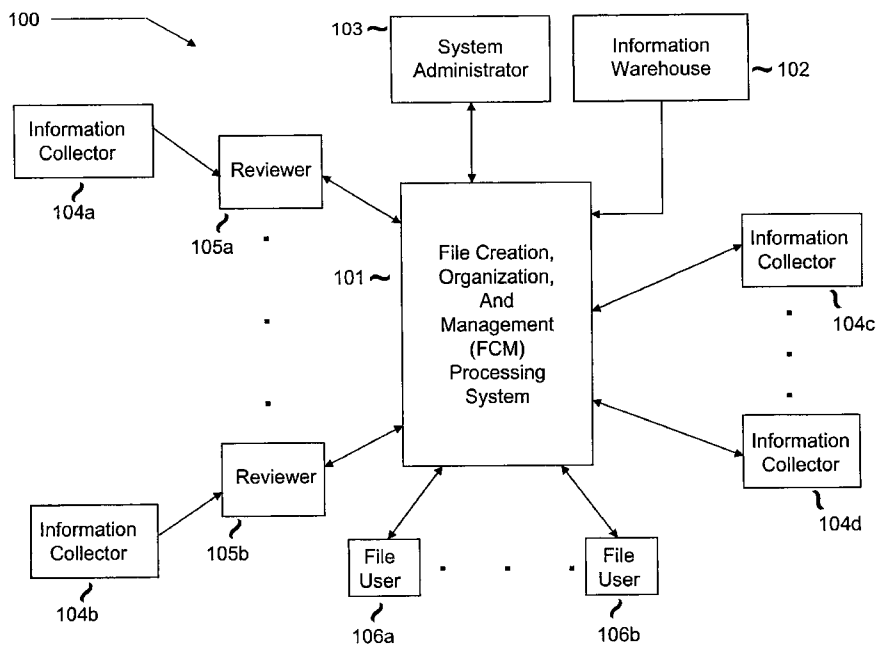 100
103
System
Administrator
Information
Warehouse
102
Information
Collector
104a
Reviewer
105a
101
File Creation,
Organization,
And
Management
(FCM)
Processing
System
Information
Collector
104c
Reviewer
105b
Information
Collector
104d
Information
Collector
104b
File
User
106a
File
User
106b